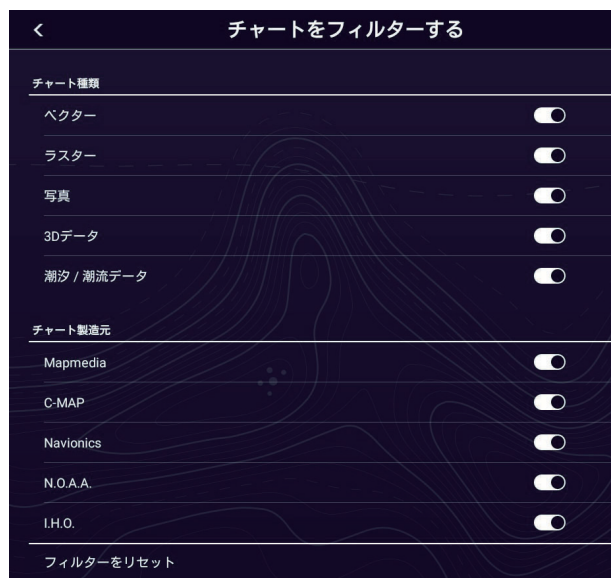 チャートをフィルターする
チャート種類
ベクター
ラスター
写真
3Dデータ
潮汐 / 潮流データ
チャート製造元
Mapmedia
C-MAP
Navionics
N.O.A.A.
I.H.O.
フィルターをリセット